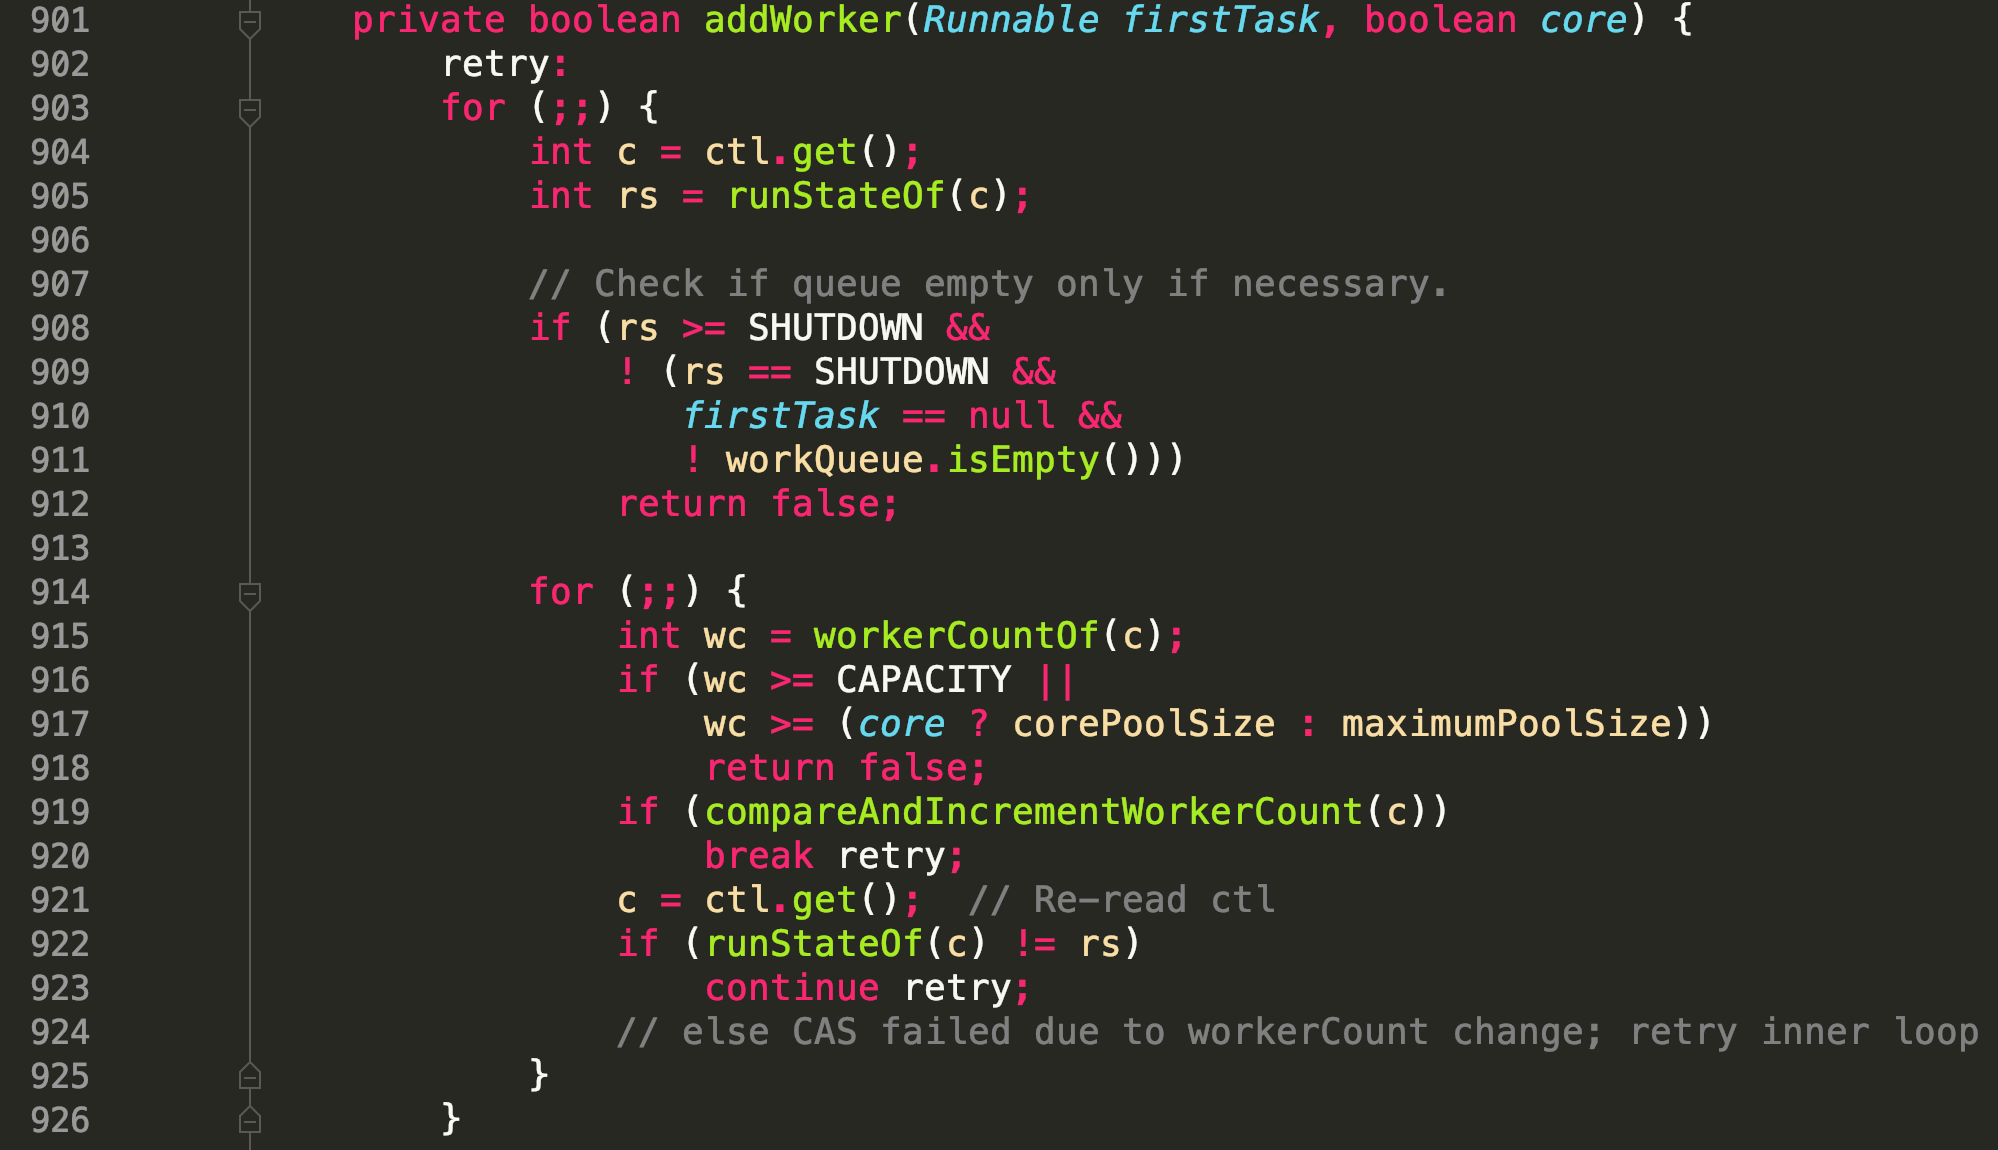 901 private boolean addWorker(Runnable firstTask, boolean core) {
902 retry:
903 for (;;) {
904 int c = ctl.get();
905 int rs = runStateOf(c);
906
907 // Check if queue empty only if necessary.
908 if (rs >= SHUTDOWN &&
909 ! (rs == SHUTDOWN &&
910 firstTask == null &&
911 ! workQueue.isEmpty()))
912 return false;
913
914 for (;;) {
915 int wc = workerCountOf(c);
916 if (wc >= CAPACITY ||
917 wc >= (core ? corePoolSize : maximumPoolSize))
918 return false;
919 if (compareAndIncrementWorkerCount(c))
920 break retry;
921 c = ctl.get();  // Re-read ctl
922 if (runStateOf(c) != rs)
923 continue retry;
924 // else CAS failed due to workerCount change; retry inner loop
925 }
926 }